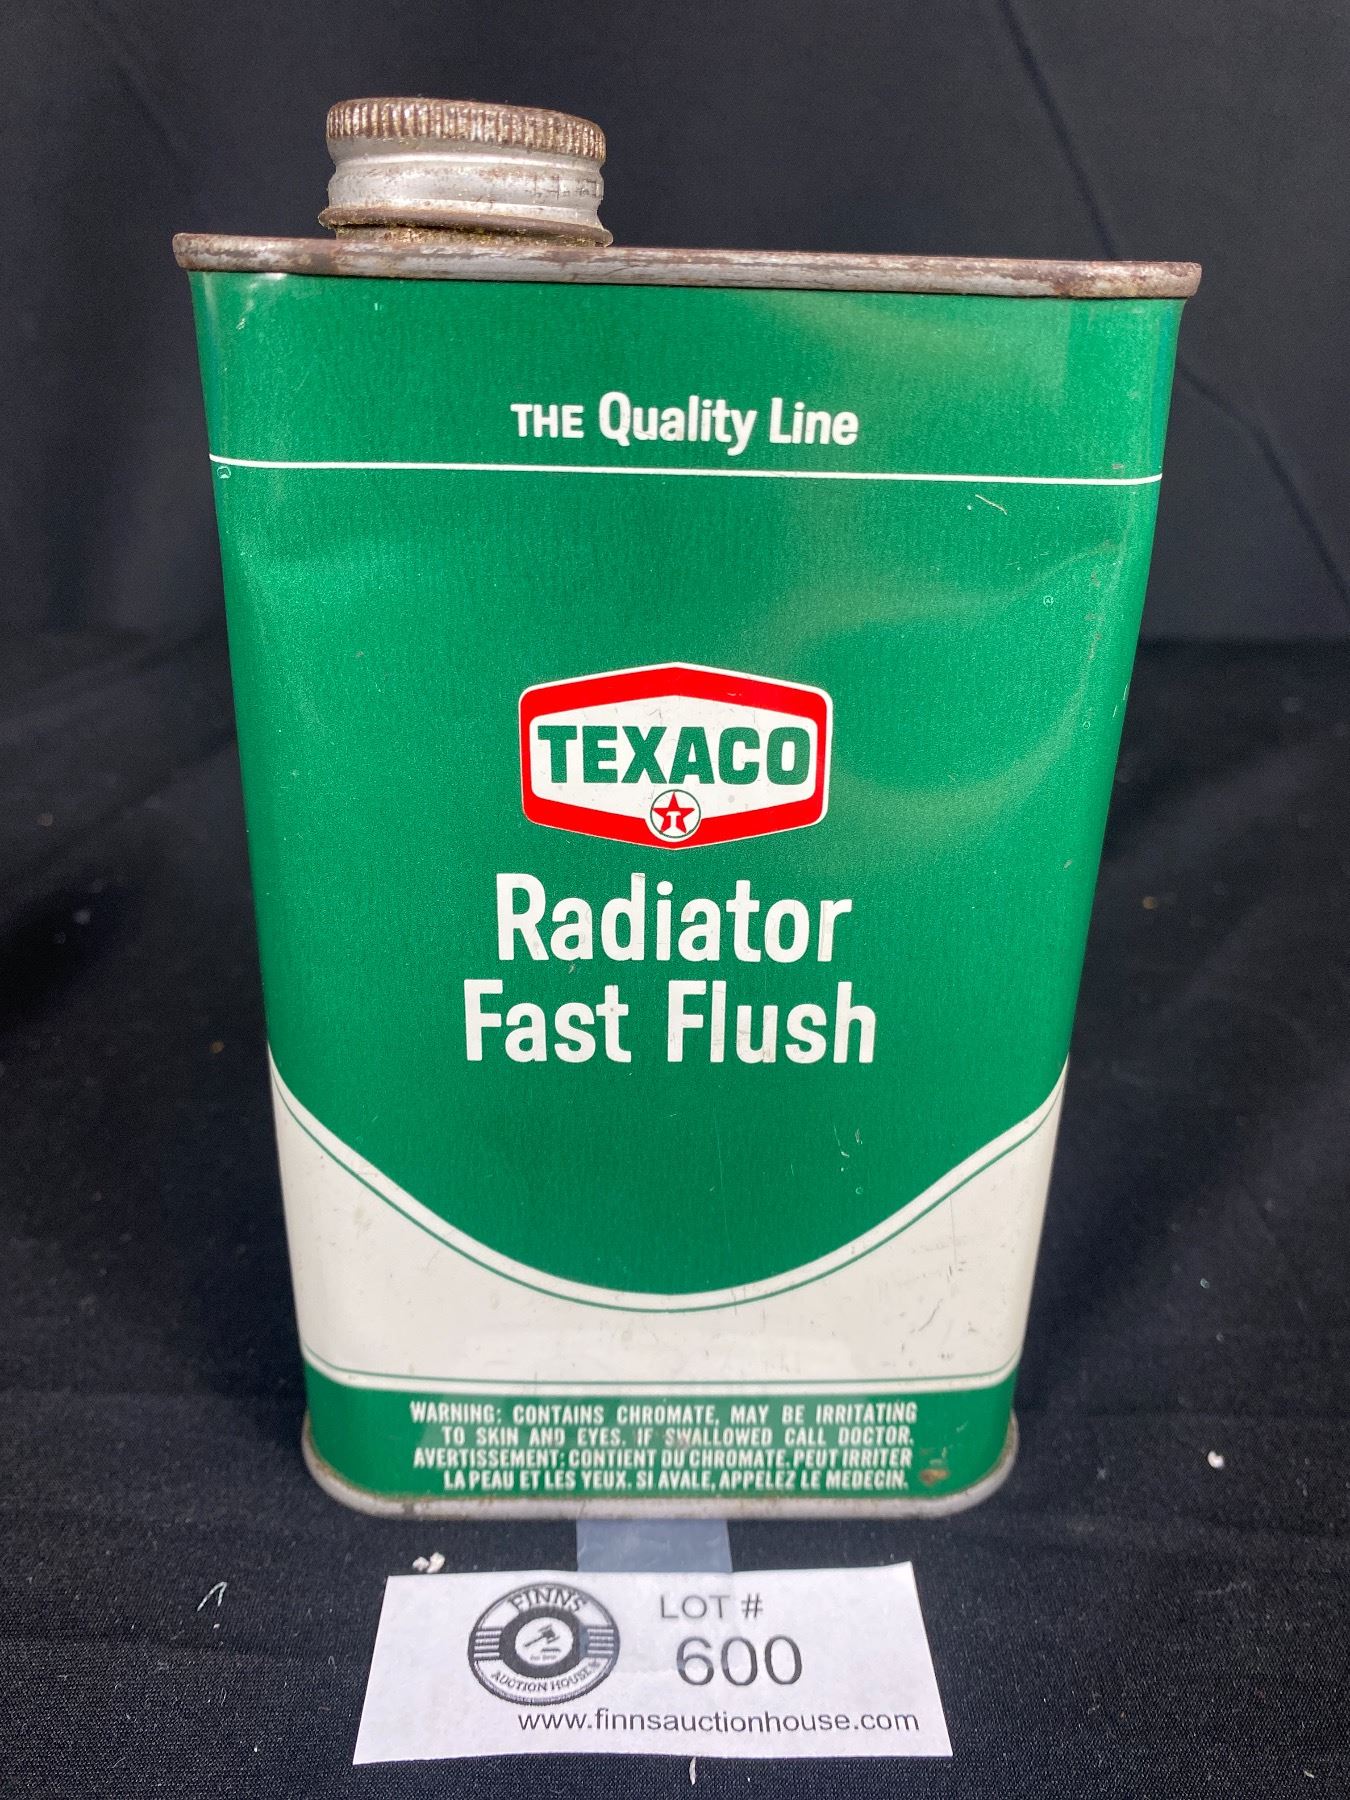 THE Quality Line
TEXACO
T
Radiator
Fast Flush
WARNING: CONTAINS CHROMATE, MAY BE IRRITATING
TO SKIN AND EYES. IF SWALLOWED CALL DOCTOR.
AVERTISSEMENT: CONTIENT DU CHROMATE. PEUT IRRITER
LA PEAU ET LES YEUX. SI AVALE, APPELEZ LE MEDECIN.
FINNS
AUCTION HOUSE
LOT #
600
www.finnsauctionhouse.com